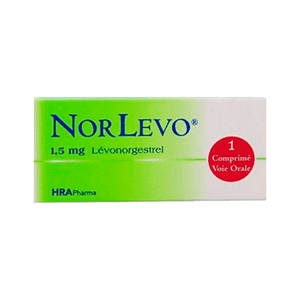 NORLEVO®
1,5 mg Lévonorgestrel
1
Comprimé
Voie Orale
HRAPharma